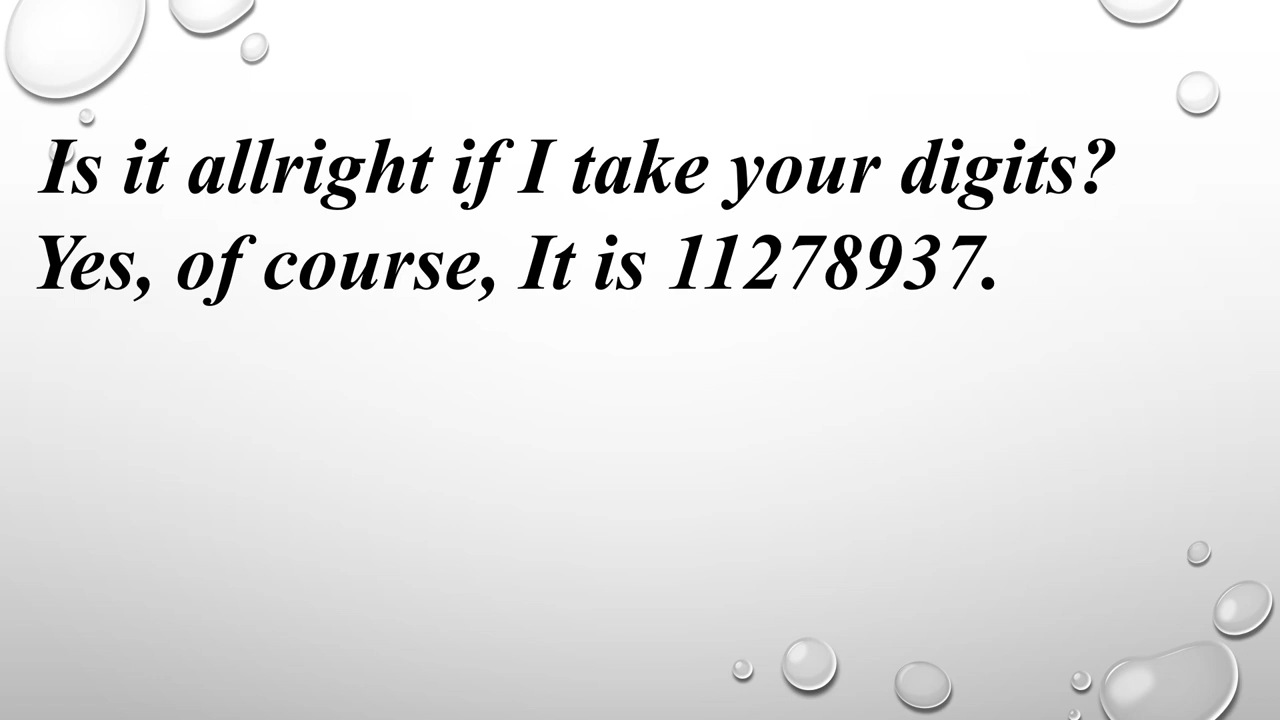 Is it allright if I take your digits?
Yes, of course, It is 11278937.